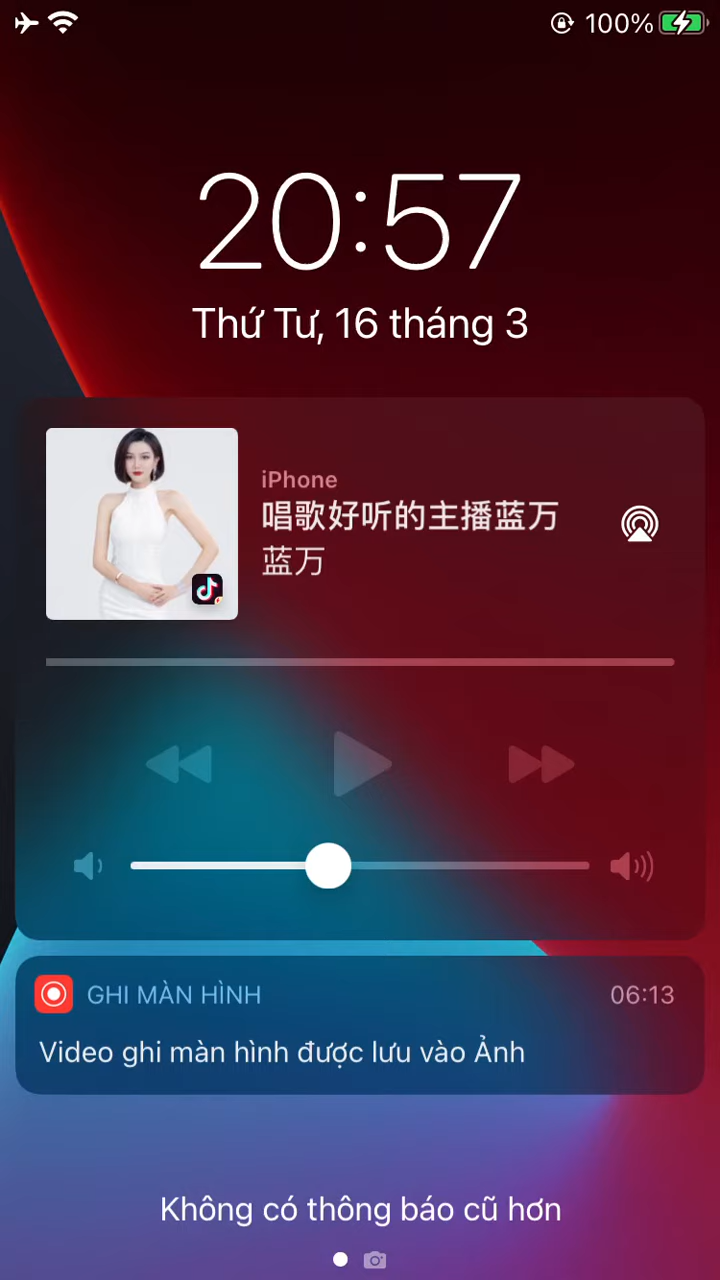 100%
20:57
Thứ Tư, 16 tháng 3
iPhone
唱歌好听的主播蓝万
蓝万
GHI MÀN HÌNH
06:13
Video ghi màn hình được lưu vào Ảnh
Không có thông báo cũ hơn